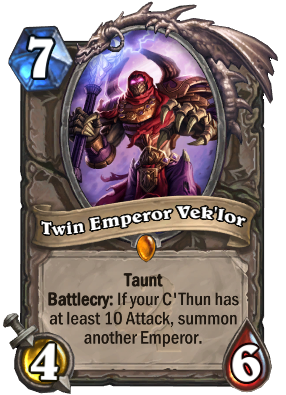 7
Twin Emperor Vek'lor
Taunt
Battlecry: If your C'Thun has
at least 10 Attack, summon
another Emperor.
4
6